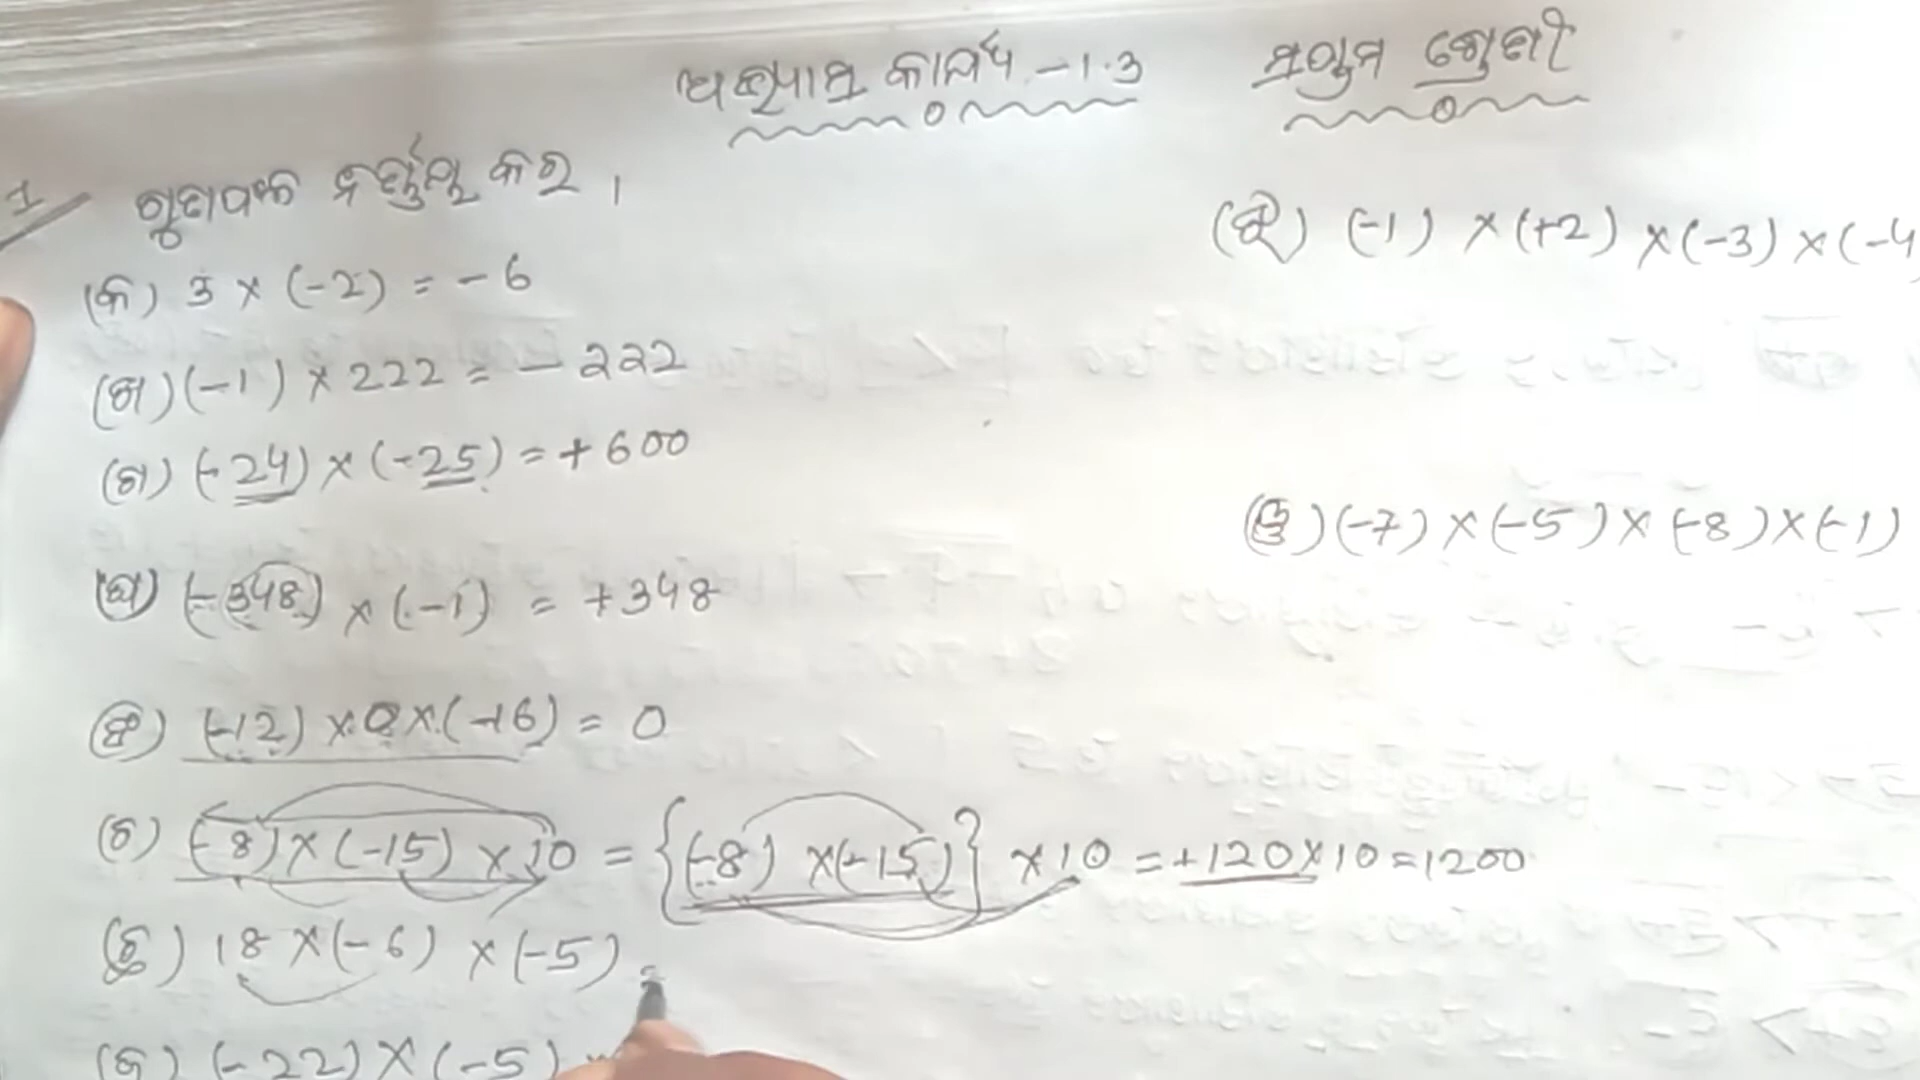 ଅଭ୍ୟାସ କାର୍ଯ୍ୟ - 1.3
ପ୍ରଥମ ଶ୍ରେଣୀ
1 ଗୁଣଫଳ ନିର୍ଣ୍ଣୟ କର ।
(କ) 3 × (-2) = - 6
(ଖ) (-1) × 222 = - 222
(ଗ) (-24) × (-25) = + 600
(ଘ) (-348) × (-1) = +348
(ଙ) (-12) × 0 × (-16) = 0
(ଚ) (-8) × (-15) × 10 = {(-8) × (-15)} × 10 = +120×10 = 1200
(ଛ) 18 × (-6) × (-5) =
(ଜ) (-22) × (-5)
(-1) × (+2) × (-3) × (-4
(-7) × (-5) × (-8) × (-1)